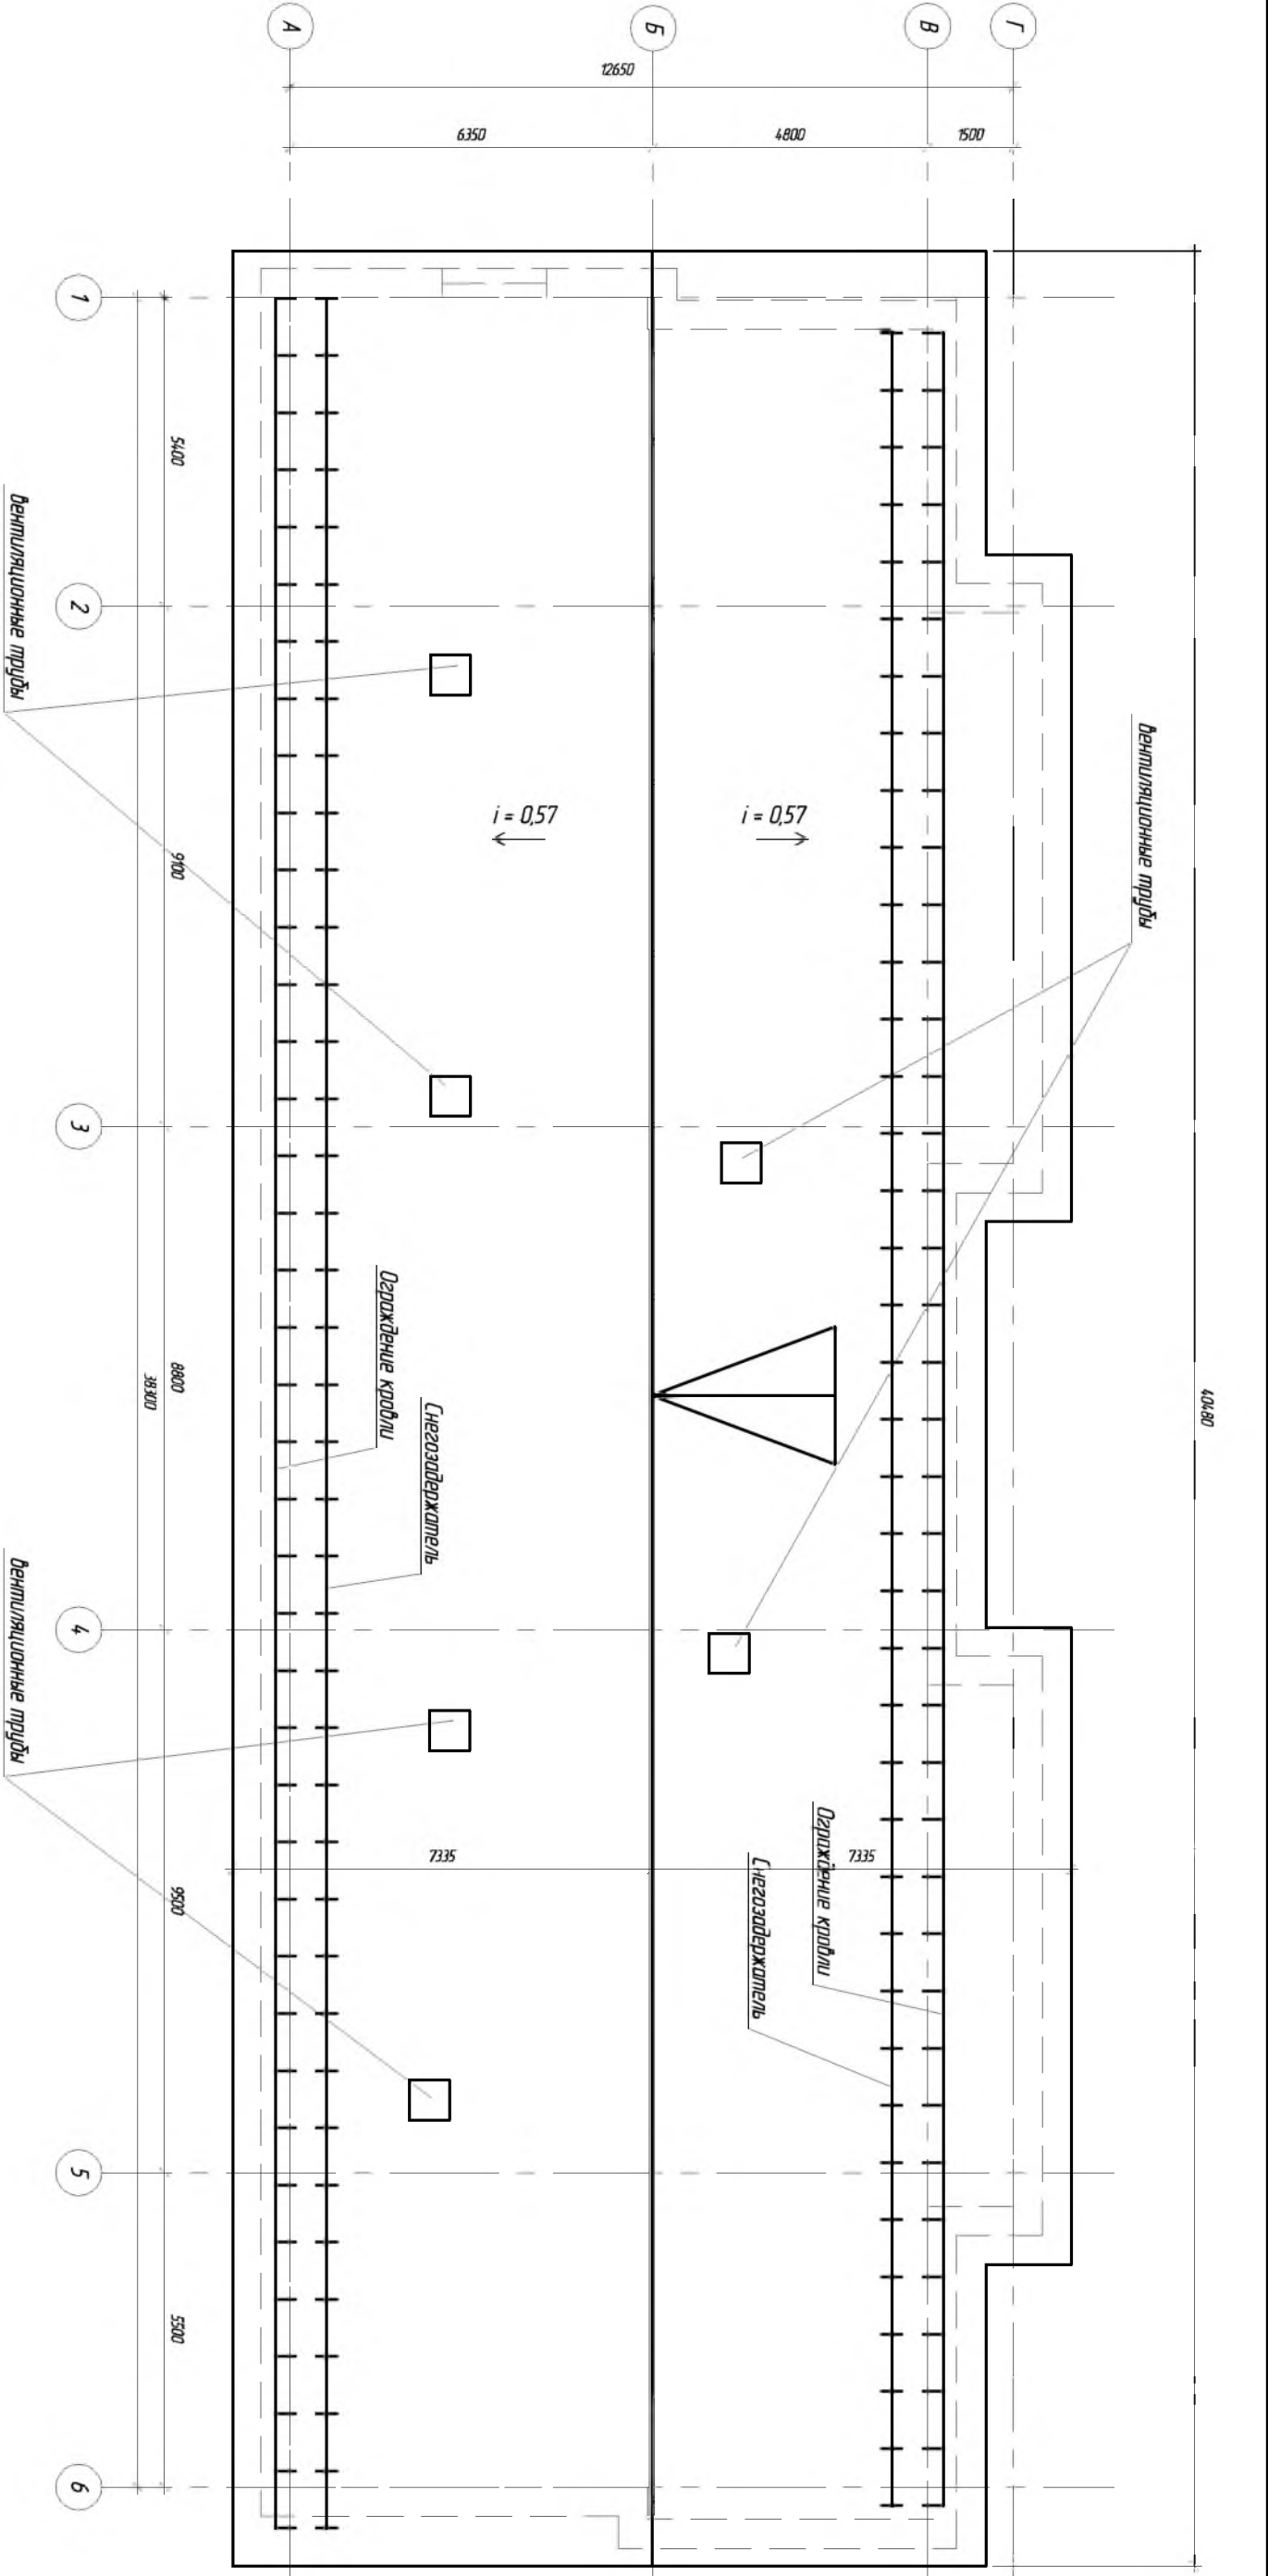 А
Б
В
Г
12650
6350
4800
1500
1
2
3
4
5
6
5400
9100
8800
9500
5500
38300
40480
Вентиляционные трубы
Вентиляционные трубы
Вентиляционные трубы
i = 0,57
i = 0,57
Ограждение кровли
Снегозадержатель
7335
7335
Ограждение кровли
Снегозадержатель